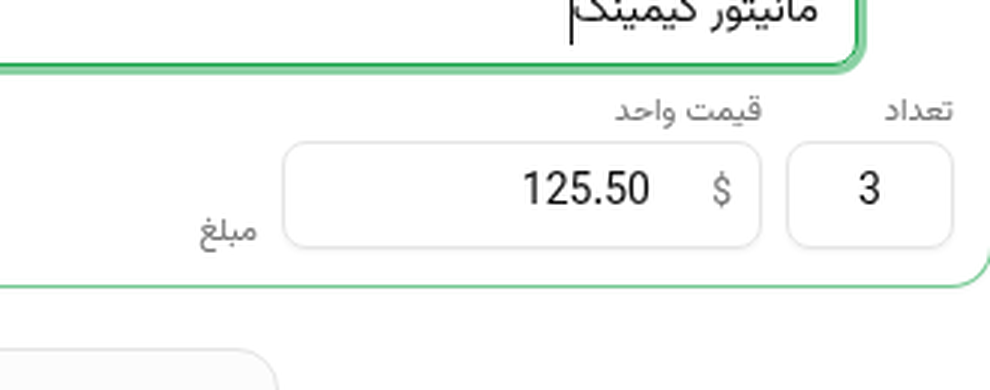 مانیتور گیمینگ
تعداد
قیمت واحد
3
$ 125.50
مبلغ